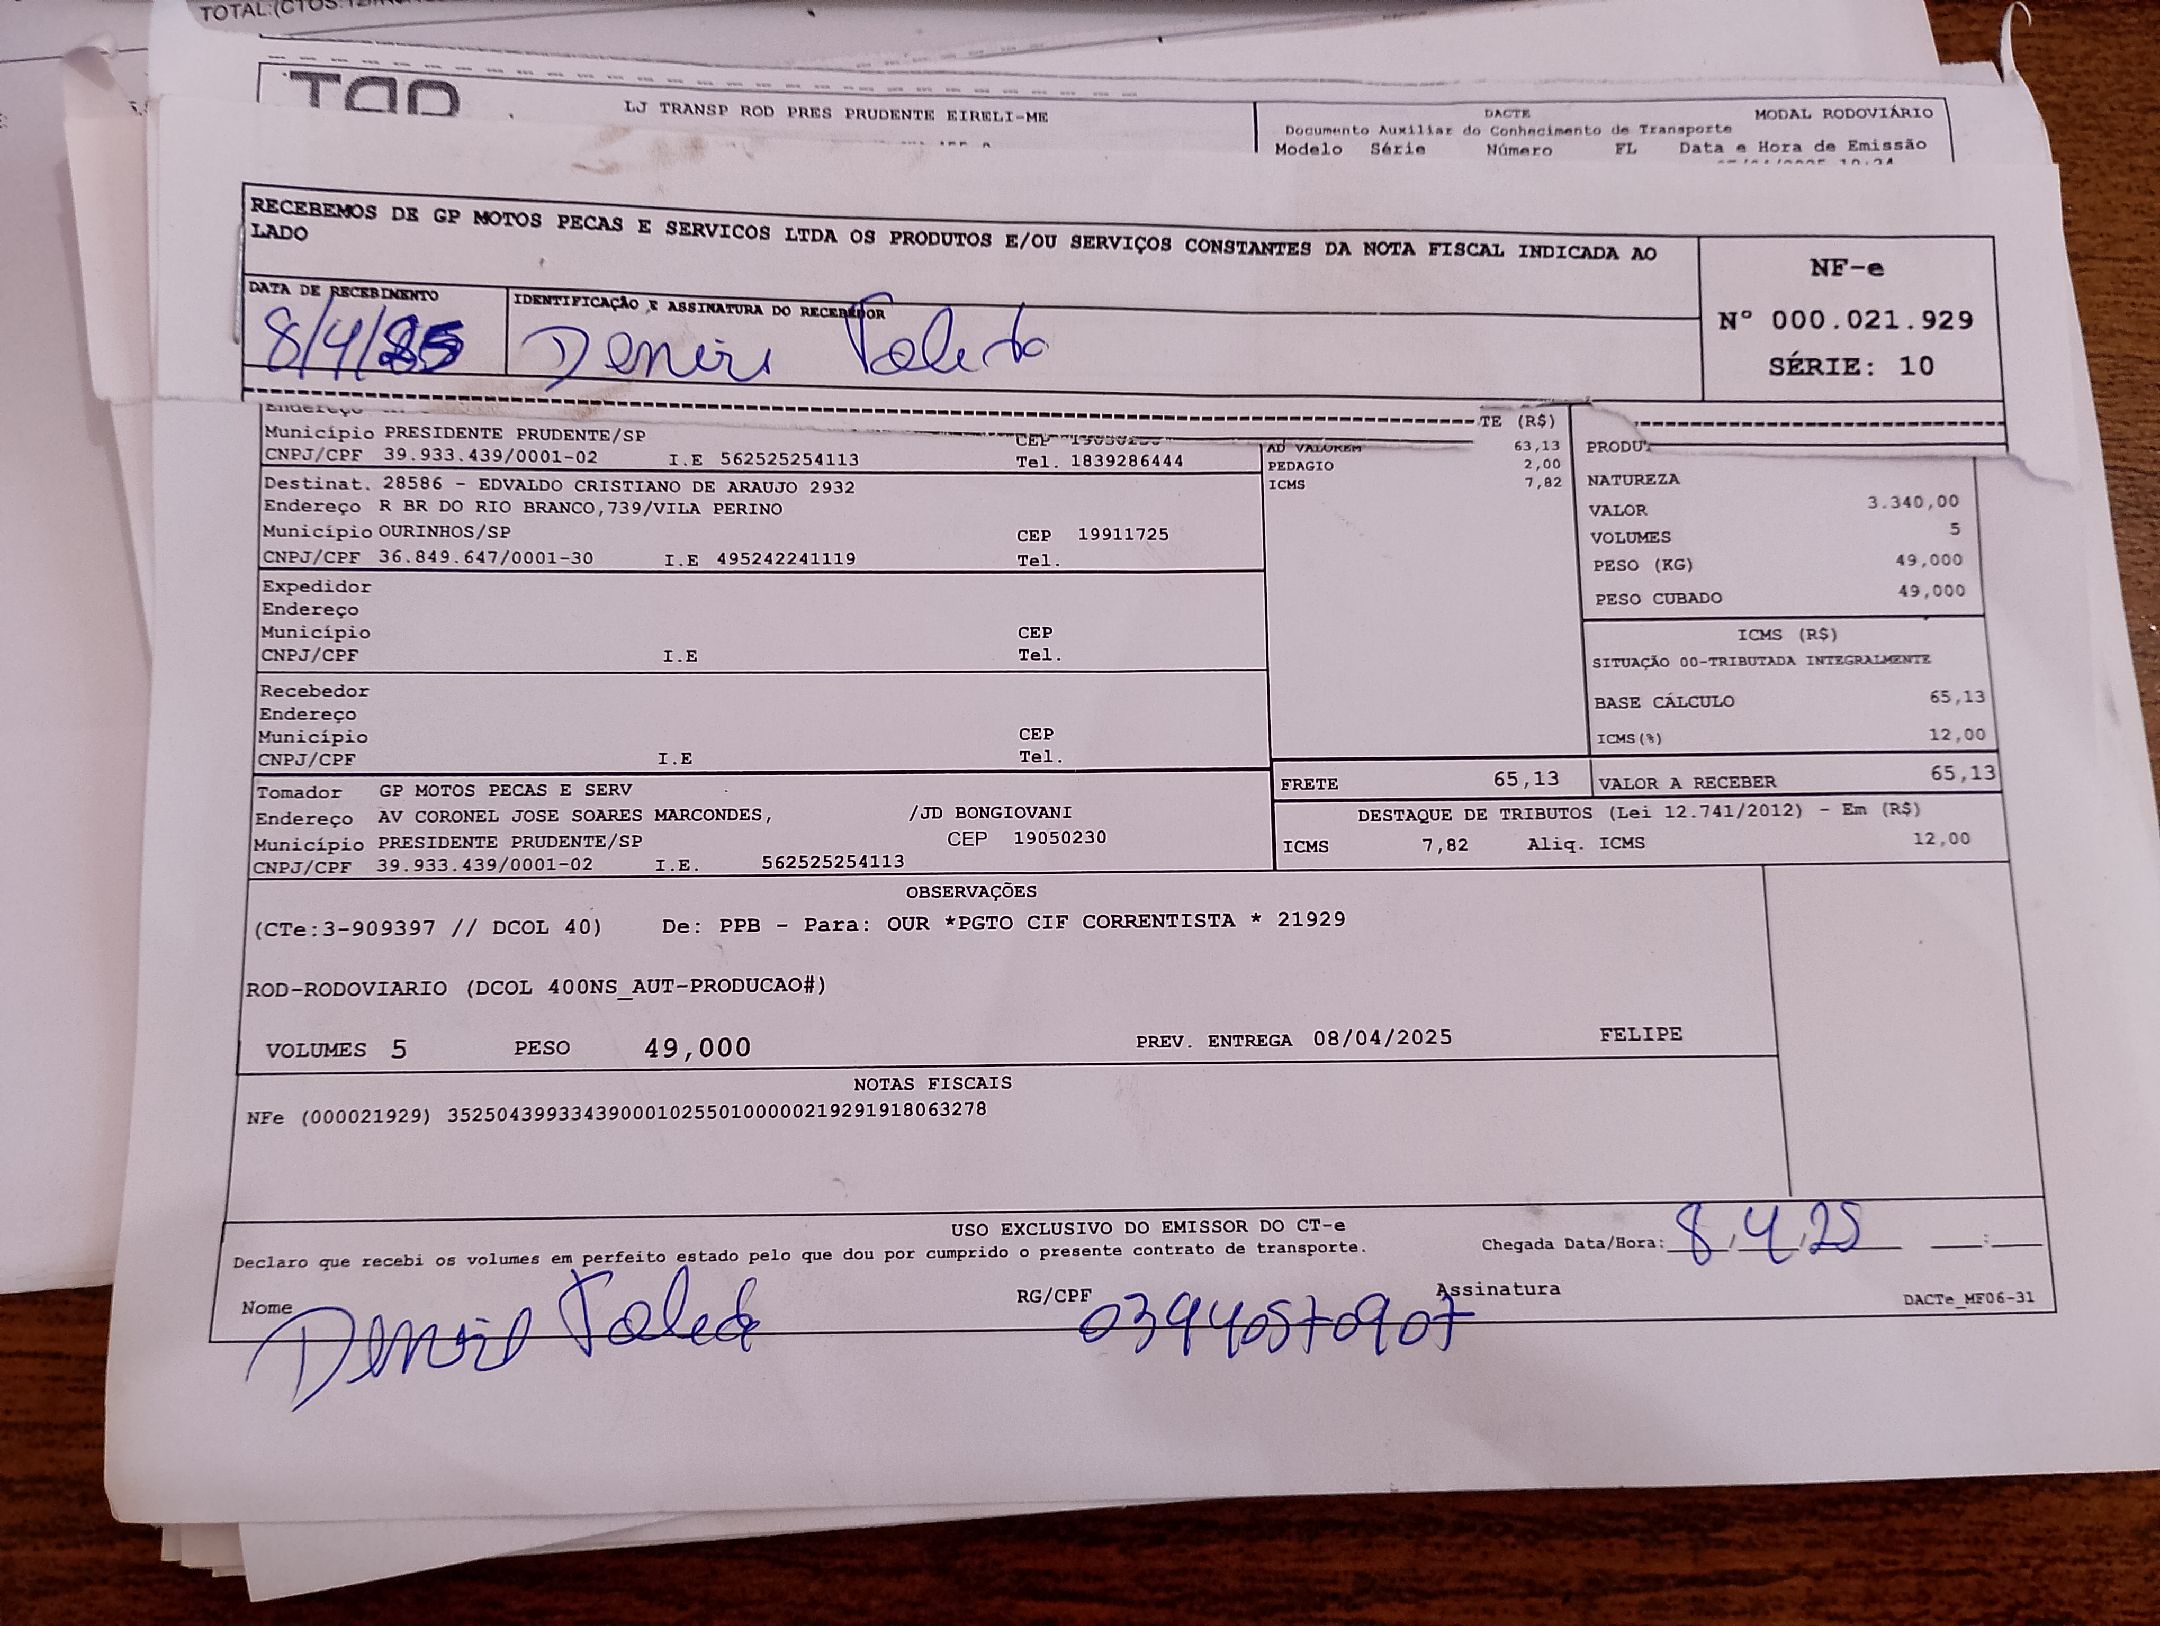 TOTAL:(CTOS:
LJ TRANSP ROD PRES PRUDENTE EIRELI-ME
DACTE MODAL RODOVIÁRIO
Documento Auxiliar do Conhecimento de Transporte
Modelo Série Número FL Data e Hora de Emissão
RECEBEMOS DE GP MOTOS PECAS E SERVICOS LTDA OS PRODUTOS E/OU SERVIÇOS CONSTANTES DA NOTA FISCAL INDICADA AO
LADO
NF-e
Nº 000.021.929
SÉRIE: 10
DATA DE RECEBIMENTO
8/4/25
IDENTIFICAÇÃO E ASSINATURA DO RECEBEDOR
Toledo
Endereço
Município PRESIDENTE PRUDENTE/SP
CNPJ/CPF 39.933.439/0001-02 I.E 562525254113 Tel. 1839286444
Destinat. 28586 - EDVALDO CRISTIANO DE ARAUJO 2932
Endereço R BR DO RIO BRANCO,739/VILA PERINO
Município OURINHOS/SP CEP 19911725
CNPJ/CPF 36.849.647/0001-30 I.E 495242241119 Tel.
Expedidor
Endereço
Município CEP
CNPJ/CPF I.E Tel.
Recebedor
Endereço
Município CEP
CNPJ/CPF I.E Tel.
Tomador GP MOTOS PECAS E SERV
Endereço AV CORONEL JOSE SOARES MARCONDES, /JD BONGIOVANI
Município PRESIDENTE PRUDENTE/SP CEP 19050230
CNPJ/CPF 39.933.439/0001-02 I.E. 562525254113
TE (R$)
AD VALOREM 63,13
PEDAGIO 2,00
ICMS 7,82
NATUREZA
VALOR 3.340,00
VOLUMES 5
PESO (KG) 49,000
PESO CUBADO 49,000
ICMS (R$)
SITUAÇÃO 00-TRIBUTADA INTEGRALMENTE
BASE CÁLCULO 65,13
ICMS(%) 12,00
FRETE 65,13 VALOR A RECEBER 65,13
DESTAQUE DE TRIBUTOS (Lei 12.741/2012) - Em (R$)
ICMS 7,82 Aliq. ICMS 12,00
OBSERVAÇÕES
(CTe:3-909397 // DCOL 40) De: PPB - Para: OUR *PGTO CIF CORRENTISTA * 21929
ROD-RODOVIARIO (DCOL 400NS_AUT-PRODUCAO#)
VOLUMES 5 PESO 49,000 PREV. ENTREGA 08/04/2025 FELIPE
NOTAS FISCAIS
NFe (000021929) 35250439933439000102550100000219291918063278
USO EXCLUSIVO DO EMISSOR DO CT-e
Declaro que recebi os volumes em perfeito estado pelo que dou por cumprido o presente contrato de transporte.
Chegada Data/Hora: 8/4/25 :
Nome Toledo RG/CPF 03940570907 Assinatura
DACTe_MF06-31